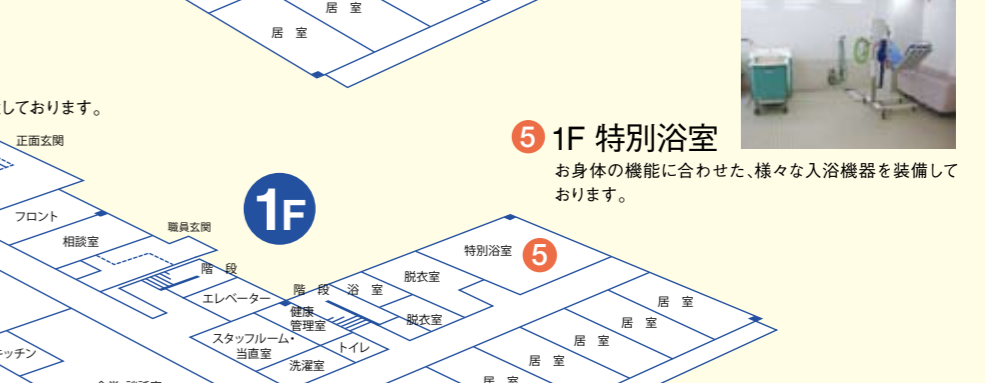 居 室
居 室
しております。
正面玄関
5 1F 特別浴室
お身体の機能に合わせた、様々な入浴機器を装備して
おります。
1F
フロント
職員玄関
相談室
特別浴室 5
階 段
脱衣室
エレベーター
階 段
浴 室
居 室
健康
管理室
脱衣室
居 室
スタッフルーム・
当直室
トイレ
居 室
洗濯室
居 室
居 室